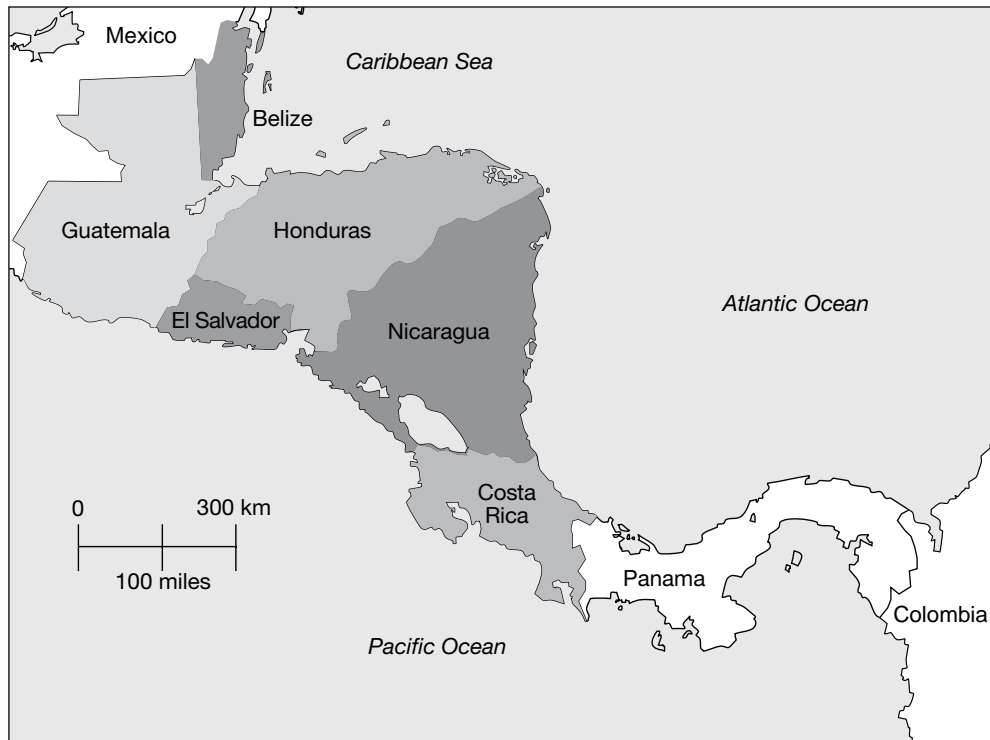 Mexico
Caribbean Sea
Belize
Guatemala
Honduras
Atlantic Ocean
El Salvador
Nicaragua
Costa
Rica
0
300 km
100 miles
Panama
Colombia
Pacific Ocean